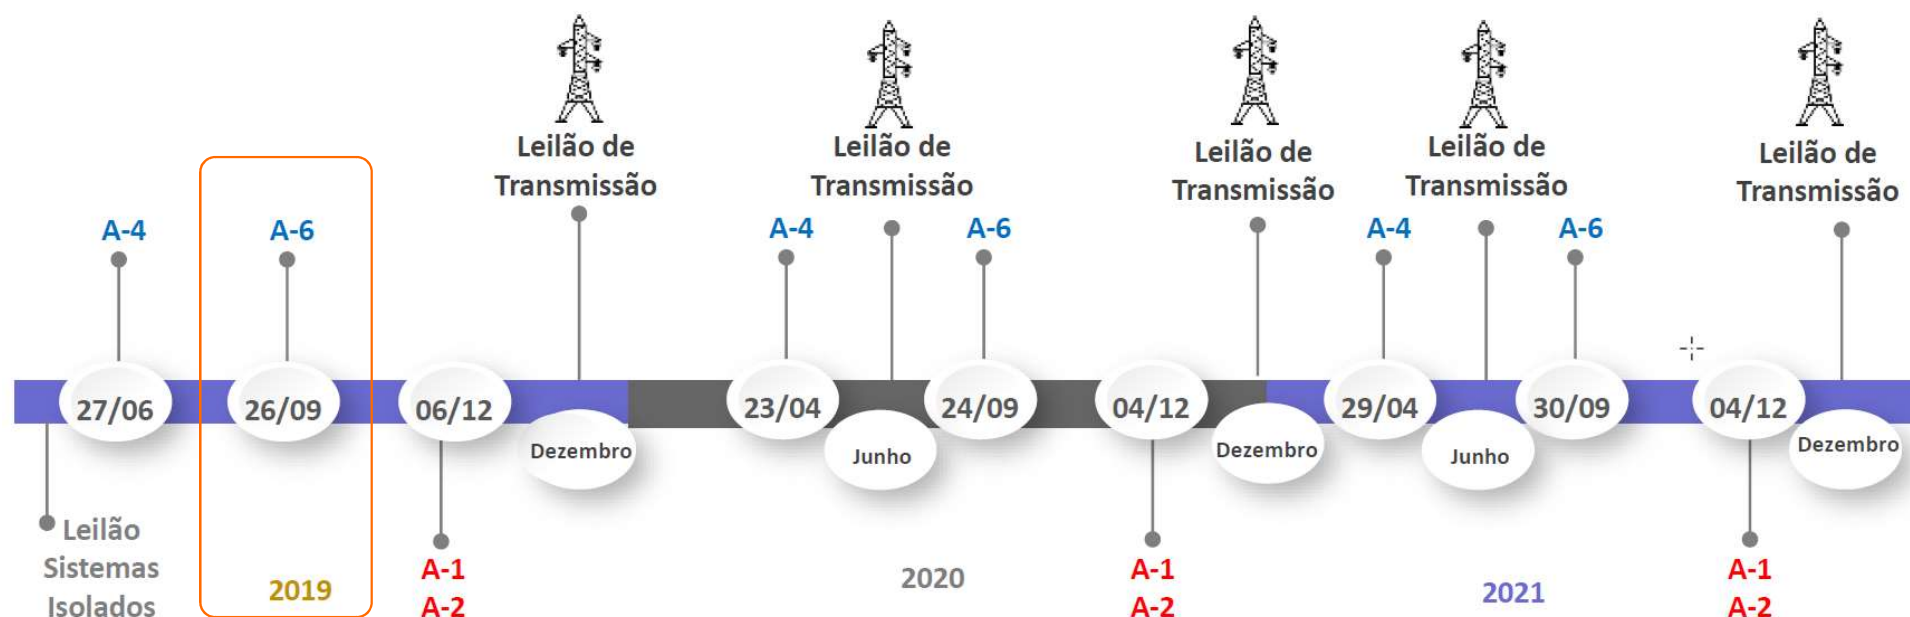 Leilão de
Transmissão
Leilão de
Transmissão
Leilão de
Transmissão
Leilão de
Transmissão
Leilão de
Transmissão
A-4
A-6
A-4
A-6
A-4
A-6
27/06
26/09
06/12
Dezembro
23/04
Junho
24/09
04/12
Dezembro
29/04
Junho
30/09
04/12
Dezembro
Leilão
Sistemas
Isolados
2019
A-1
A-2
2020
A-1
A-2
2021
A-1
A-2